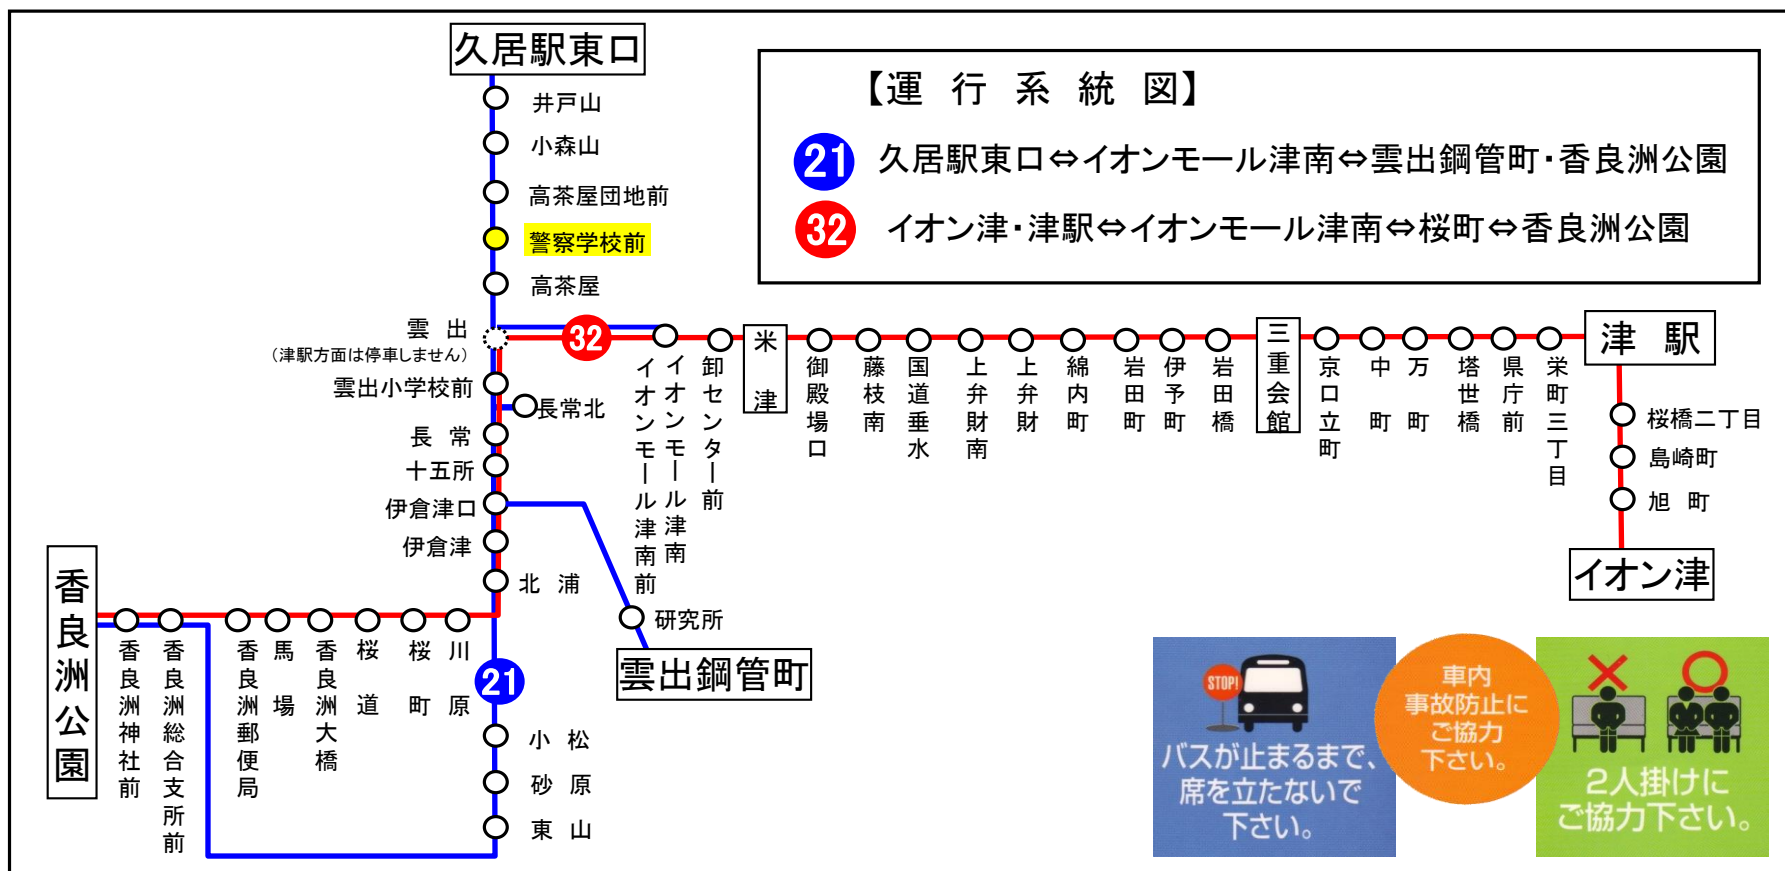 久居駅東口
井戸山
小森山
高茶屋団地前
警察学校前
高茶屋
雲出
（津駅方面は停車しません）
雲出小学校前
長常北
長常
十五所
伊倉津口
伊倉津
北浦
研究所
雲出鋼管町
21
小松
砂原
東山
【運行系統図】
21 久居駅東口⇔イオンモール津南⇔雲出鋼管町・香良洲公園
32 イオン津・津駅⇔イオンモール津南⇔桜町⇔香良洲公園
32
イオンモール津南前
イオンモール津南
卸センター前
米津
御殿場口
藤枝南
国道垂水
上弁財南
上弁財
綿内町
岩田町
伊予町
岩田橋
三重会館
京口立町
中町
万町
塔世橋
県庁前
栄町三丁目
津駅
桜橋二丁目
島崎町
旭町
イオン津
香良洲公園
香良洲神社前
香良洲総合支所前
香良洲郵便局
馬場
香良洲大橋
桜道
桜町
川原
STOP!
バスが止まるまで、
席を立たないで
下さい。
車内
事故防止に
ご協力
下さい。
2人掛けに
ご協力下さい。